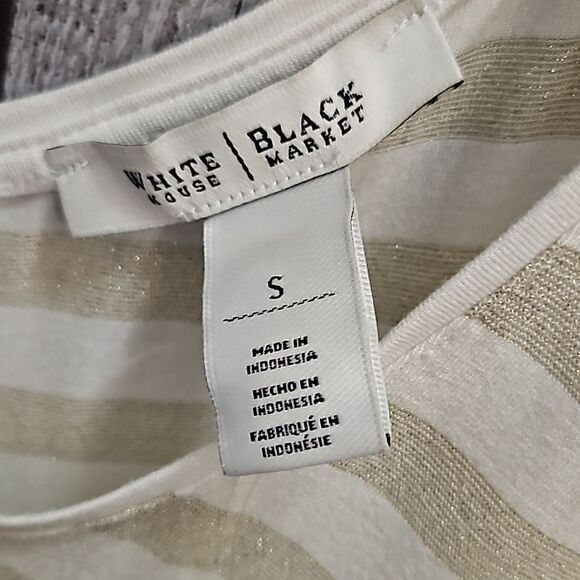 WHITE HOUSE | BLACK MARKET
S
MADE IN
INDONESIA
HECHO EN
INDONESIA
FABRIQUÉ EN
INDONÉSIE